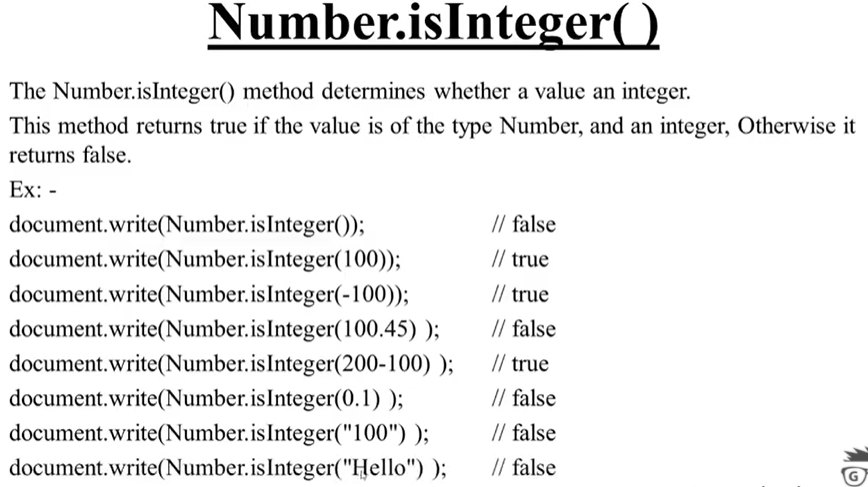 Number.isInteger( )
The Number.isInteger() method determines whether a value an integer.
This method returns true if the value is of the type Number, and an integer, Otherwise it
returns false.
Ex: -
document.write(Number.isInteger()); // false
document.write(Number.isInteger(100)); // true
document.write(Number.isInteger(-100)); // true
document.write(Number.isInteger(100.45) ); // false
document.write(Number.isInteger(200-100) ); // true
document.write(Number.isInteger(0.1) ); // false
document.write(Number.isInteger("100") ); // false
document.write(Number.isInteger("Hello") ); // false
G